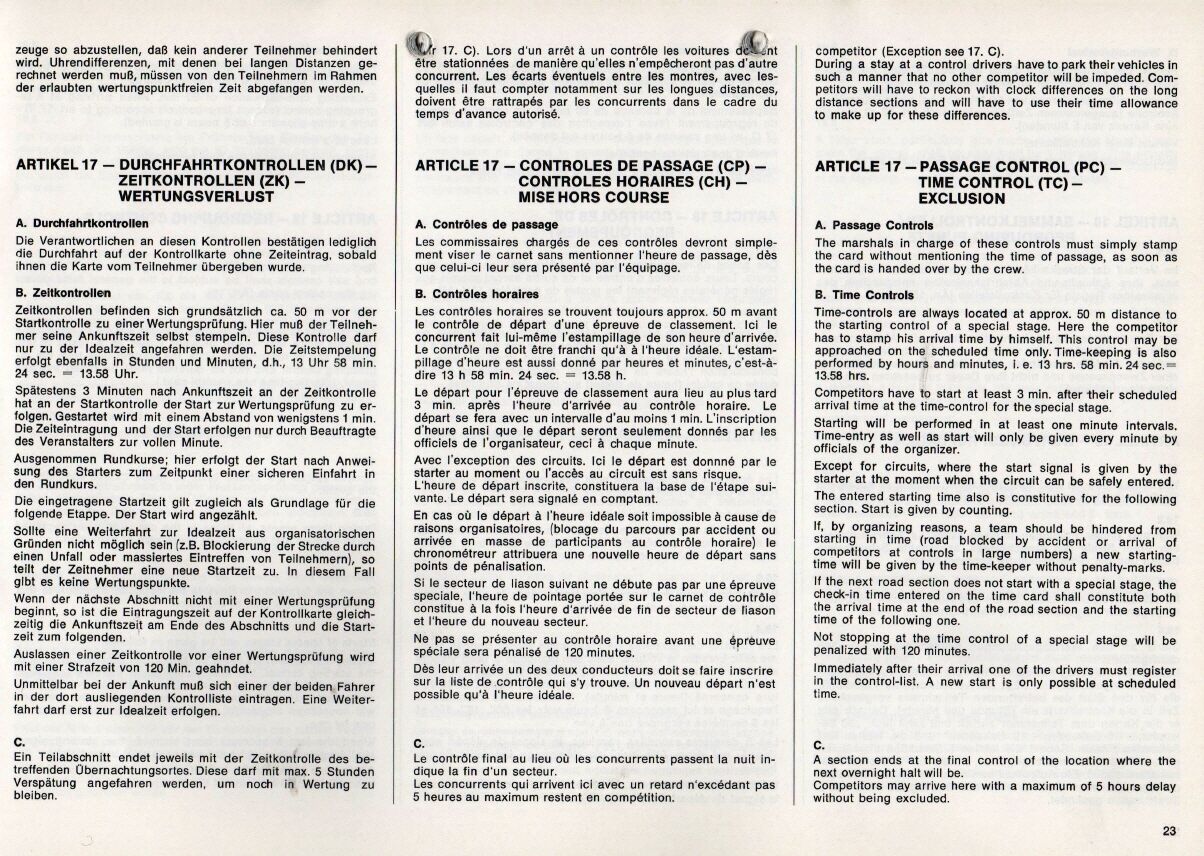 zeuge so abzustellen, daß kein anderer Teilnehmer behindert
wird. Uhrendifferenzen, mit denen bei langen Distanzen ge-
rechnet werden muß, müssen von den Teilnehmern im Rahmen
der erlaubten wertungspunktfreien Zeit abgefangen werden.
ARTIKEL 17 – DURCHFAHRTKONTROLLEN (DK) –
ZEITKONTROLLEN (ZK) –
WERTUNGSVERLUST
A. Durchfahrtkontrollen
Die Verantwortlichen an diesen Kontrollen bestätigen lediglich
die Durchfahrt auf der Kontrollkarte ohne Zeiteintrag, sobald
ihnen die Karte vom Teilnehmer übergeben wurde.
B. Zeitkontrollen
Zeitkontrollen befinden sich grundsätzlich ca. 50 m vor der
Startkontrolle zu einer Wertungsprüfung. Hier muß der Teilneh-
mer seine Ankunftszeit selbst stempeln. Diese Kontrolle darf
nur zu der Idealzeit angefahren werden. Die Zeitstempelung
erfolgt ebenfalls in Stunden und Minuten, d.h., 13 Uhr 58 min.
24 sec. = 13.58 Uhr.
Spätestens 3 Minuten nach Ankunftszeit an der Zeitkontrolle
hat an der Startkontrolle der Start zur Wertungsprüfung zu er-
folgen. Gestartet wird mit einem Abstand von wenigstens 1 min.
Die Zeiteintragung und der Start erfolgen nur durch Beauftragte
des Veranstalters zur vollen Minute.
Ausgenommen Rundkurse; hier erfolgt der Start nach Anwei-
sung des Starters zum Zeitpunkt einer sicheren Einfahrt in
den Rundkurs.
Die eingetragene Startzeit gilt zugleich als Grundlage für die
folgende Etappe. Der Start wird angezählt.
Sollte eine Weiterfahrt zur Idealzeit aus organisatorischen
Gründen nicht möglich sein (z.B. Blockierung der Strecke durch
einen Unfall oder massiertes Eintreffen von Teilnehmern), so
teilt der Zeitnehmer eine neue Startzeit zu. In diesem Fall
gibt es keine Wertungspunkte.
Wenn der nächste Abschnitt nicht mit einer Wertungsprüfung
beginnt, so ist die Eintragungszeit auf der Kontrollkarte gleich-
zeitig die Ankunftszeit am Ende des Abschnitts und die Start-
zeit zum folgenden.
Auslassen einer Zeitkontrolle vor einer Wertungsprüfung wird
mit einer Strafzeit von 120 Min. geahndet.
Unmittelbar bei der Ankunft muß sich einer der beiden Fahrer
in der dort ausliegenden Kontrolliste eintragen. Eine Weiter-
fahrt darf erst zur Idealzeit erfolgen.
C.
Ein Teilabschnitt endet jeweils mit der Zeitkontrolle des be-
treffenden Übernachtungsortes. Diese darf mit max. 5 Stunden
Verspätung angefahren werden, um noch in Wertung zu
bleiben.
17. C). Lors d'un arrêt à un contrôle les voitures
être stationnées de manière qu'elles n'empêcheront pas d'autre
concurrent. Les écarts éventuels entre les montres, avec les-
quelles il faut compter notamment sur les longues distances,
doivent être rattrapés par les concurrents dans le cadre du
temps d'avance autorisé.
ARTICLE 17 – CONTROLES DE PASSAGE (CP) –
CONTROLES HORAIRES (CH) –
MISE HORS COURSE
A. Contrôles de passage
Les commissaires chargés de ces contrôles devront simple-
ment viser le carnet sans mentionner l'heure de passage, dès
que celui-ci leur sera présenté par l'équipage.
B. Contrôles horaires
Les contrôles horaires se trouvent toujours approx. 50 m avant
le contrôle de départ d'une épreuve de classement. Ici le
concurrent fait lui-même l'estampillage de son heure d'arrivée.
Le contrôle ne doit être franchi qu'à à l'heure idéale. L'estam-
pillage d'heure est aussi donné par heures et minutes, c'est-à-
dire 13 h 58 min. 24 sec. = 13.58 h.
Le départ pour l'épreuve de classement aura lieu au plus tard
3 min. après l'heure d'arrivée au contrôle horaire. Le
départ se fera avec un intervalle d'au moins 1 min. L'inscription
d'heure ainsi que le départ seront seulement donnés par les
officiels de l'organisateur, ceci à chaque minute.
Avec l'exception des circuits. Ici le départ est donnné par le
starter au moment ou l'accès au circuit est sans risque.
L'heure de départ inscrite, constituera la base de l'étape sui-
vante. Le départ sera signalé en comptant.
En cas où le départ à l'heure idéale soit impossible à cause de
raisons organisatoires, (blocage du parcours par accident ou
arrivée en masse de participants au contrôle horaire) le
chronométreur attribuera une nouvelle heure de départ sans
points de pénalisation.
Si le secteur de liason suivant ne débute pas par une épreuve
speciale, l'heure de pointage portée sur le carnet de contrôle
constitue à la fois l'heure d'arrivée de fin de secteur de liason
et l'heure du nouveau secteur.
Ne pas se présenter au contrôle horaire avant une épreuve
spéciale sera pénalisé de 120 minutes.
Dès leur arrivée un des deux conducteurs doit se faire inscrire
sur la liste de contrôle qui s'y trouve. Un nouveau départ n'est
possible qu'à l'heure idéale.
C.
Le contrôle final au lieu où les concurrents passent la nuit in-
dique la fin d'un secteur.
Les concurrents qui arrivent ici avec un retard n'excédant pas
5 heures au maximum restent en compétition.
competitor (Exception see 17. C).
During a stay at a control drivers have to park their vehicles in
such a manner that no other competitor will be impeded. Com-
petitors will have to reckon with clock differences on the long
distance sections and will have to use their time allowance
to make up for these differences.
ARTICLE 17 – PASSAGE CONTROL (PC) –
TIME CONTROL (TC) –
EXCLUSION
A. Passage Controls
The marshals in charge of these controls must simply stamp
the card without mentioning the time of passage, as soon as
the card is handed over by the crew.
B. Time Controls
Time-controls are always located at approx. 50 m distance to
the starting control of a special stage. Here the competitor
has to stamp his arrival time by himself. This control may be
approached on the scheduled time only. Time-keeping is also
performed by hours and minutes, i. e. 13 hrs. 58 min. 24 sec. =
13.58 hrs.
Competitors have to start at least 3 min. after their scheduled
arrival time at the time-control for the special stage.
Starting will be performed in at least one minute intervals.
Time-entry as well as start will only be given every minute by
officials of the organizer.
Except for circuits, where the start signal is given by the
starter at the moment when the circuit can be safely entered.
The entered starting time also is constitutive for the following
section. Start is given by counting.
If, by organizing reasons, a team should be hindered from
starting in time (road blocked by accident or arrival of
competitors at controls in large numbers) a new starting-
time will be given by the time-keeper without penalty-marks.
If the next road section does not start with a special stage, the
check-in time entered on the time card shall constitute both
the arrival time at the end of the road section and the starting
time of the following one.
Not stopping at the time control of a special stage will be
penalized with 120 minutes.
Immediately after their arrival one of the drivers must register
in the control-list. A new start is only possible at scheduled
time.
C.
A section ends at the final control of the location where the
next overnight halt will be.
Competitors may arrive here with a maximum of 5 hours delay
without being excluded.
23